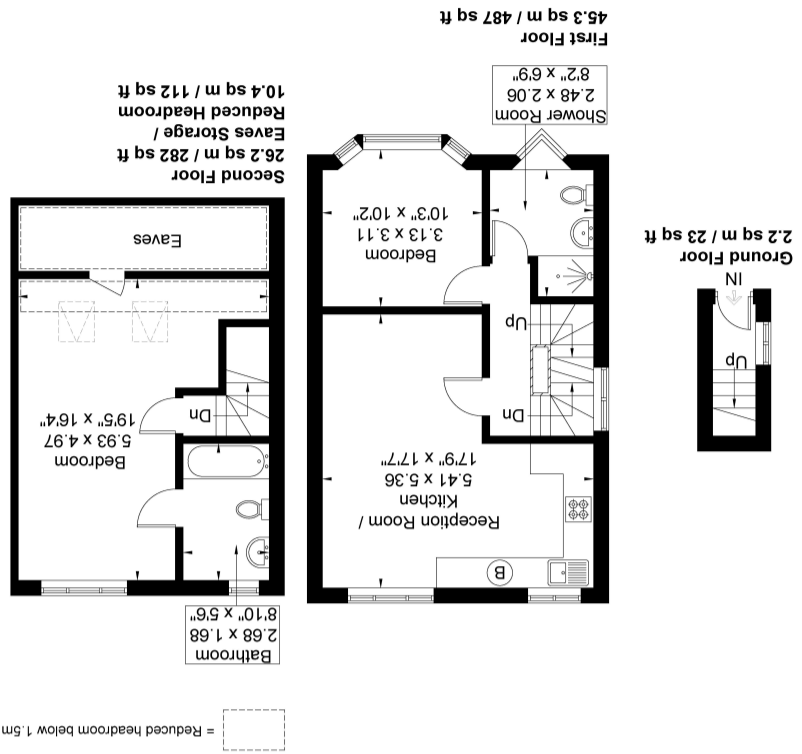 = Reduced headroom below 1.5m
Bathroom
2.68 x 1.68
8'10" x 5'6"
B
Reception Room /
Kitchen
5.41 x 5.36
17'9" x 17'7"
Bedroom
5.93 x 4.97
19'5" x 16'4"
Dn
Dn
Up
Up
IN
Ground Floor
2.2 sq m / 23 sq ft
Bedroom
3.13 x 3.11
10'3" x 10'2"
Eaves
Second Floor
26.2 sq m / 282 sq ft
Eaves Storage /
Reduced Headroom
10.4 sq m / 112 sq ft
Shower Room
2.48 x 2.06
8'2" x 6'9"
First Floor
45.3 sq m / 487 sq ft